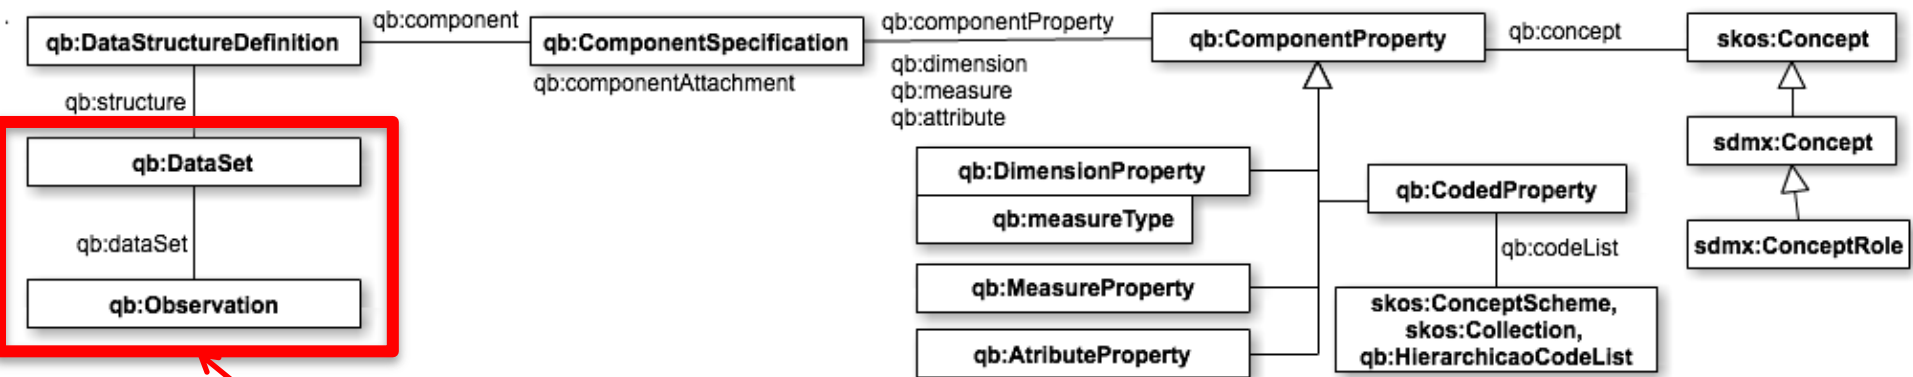 qb:DataStructureDefinition
qb:component
qb:ComponentSpecification
qb:componentAttachment
qb:componentProperty
qb:dimension
qb:measure
qb:attribute
qb:ComponentProperty
qb:concept
skos:Concept
qb:structure
qb:DataSet
qb:dataSet
qb:Observation
qb:DimensionProperty
qb:measureType
qb:MeasureProperty
qb:AtributeProperty
qb:CodedProperty
qb:codeList
skos:ConceptScheme,
skos:Collection,
qb:HierarchicaoCodeList
sdmx:Concept
sdmx:ConceptRole